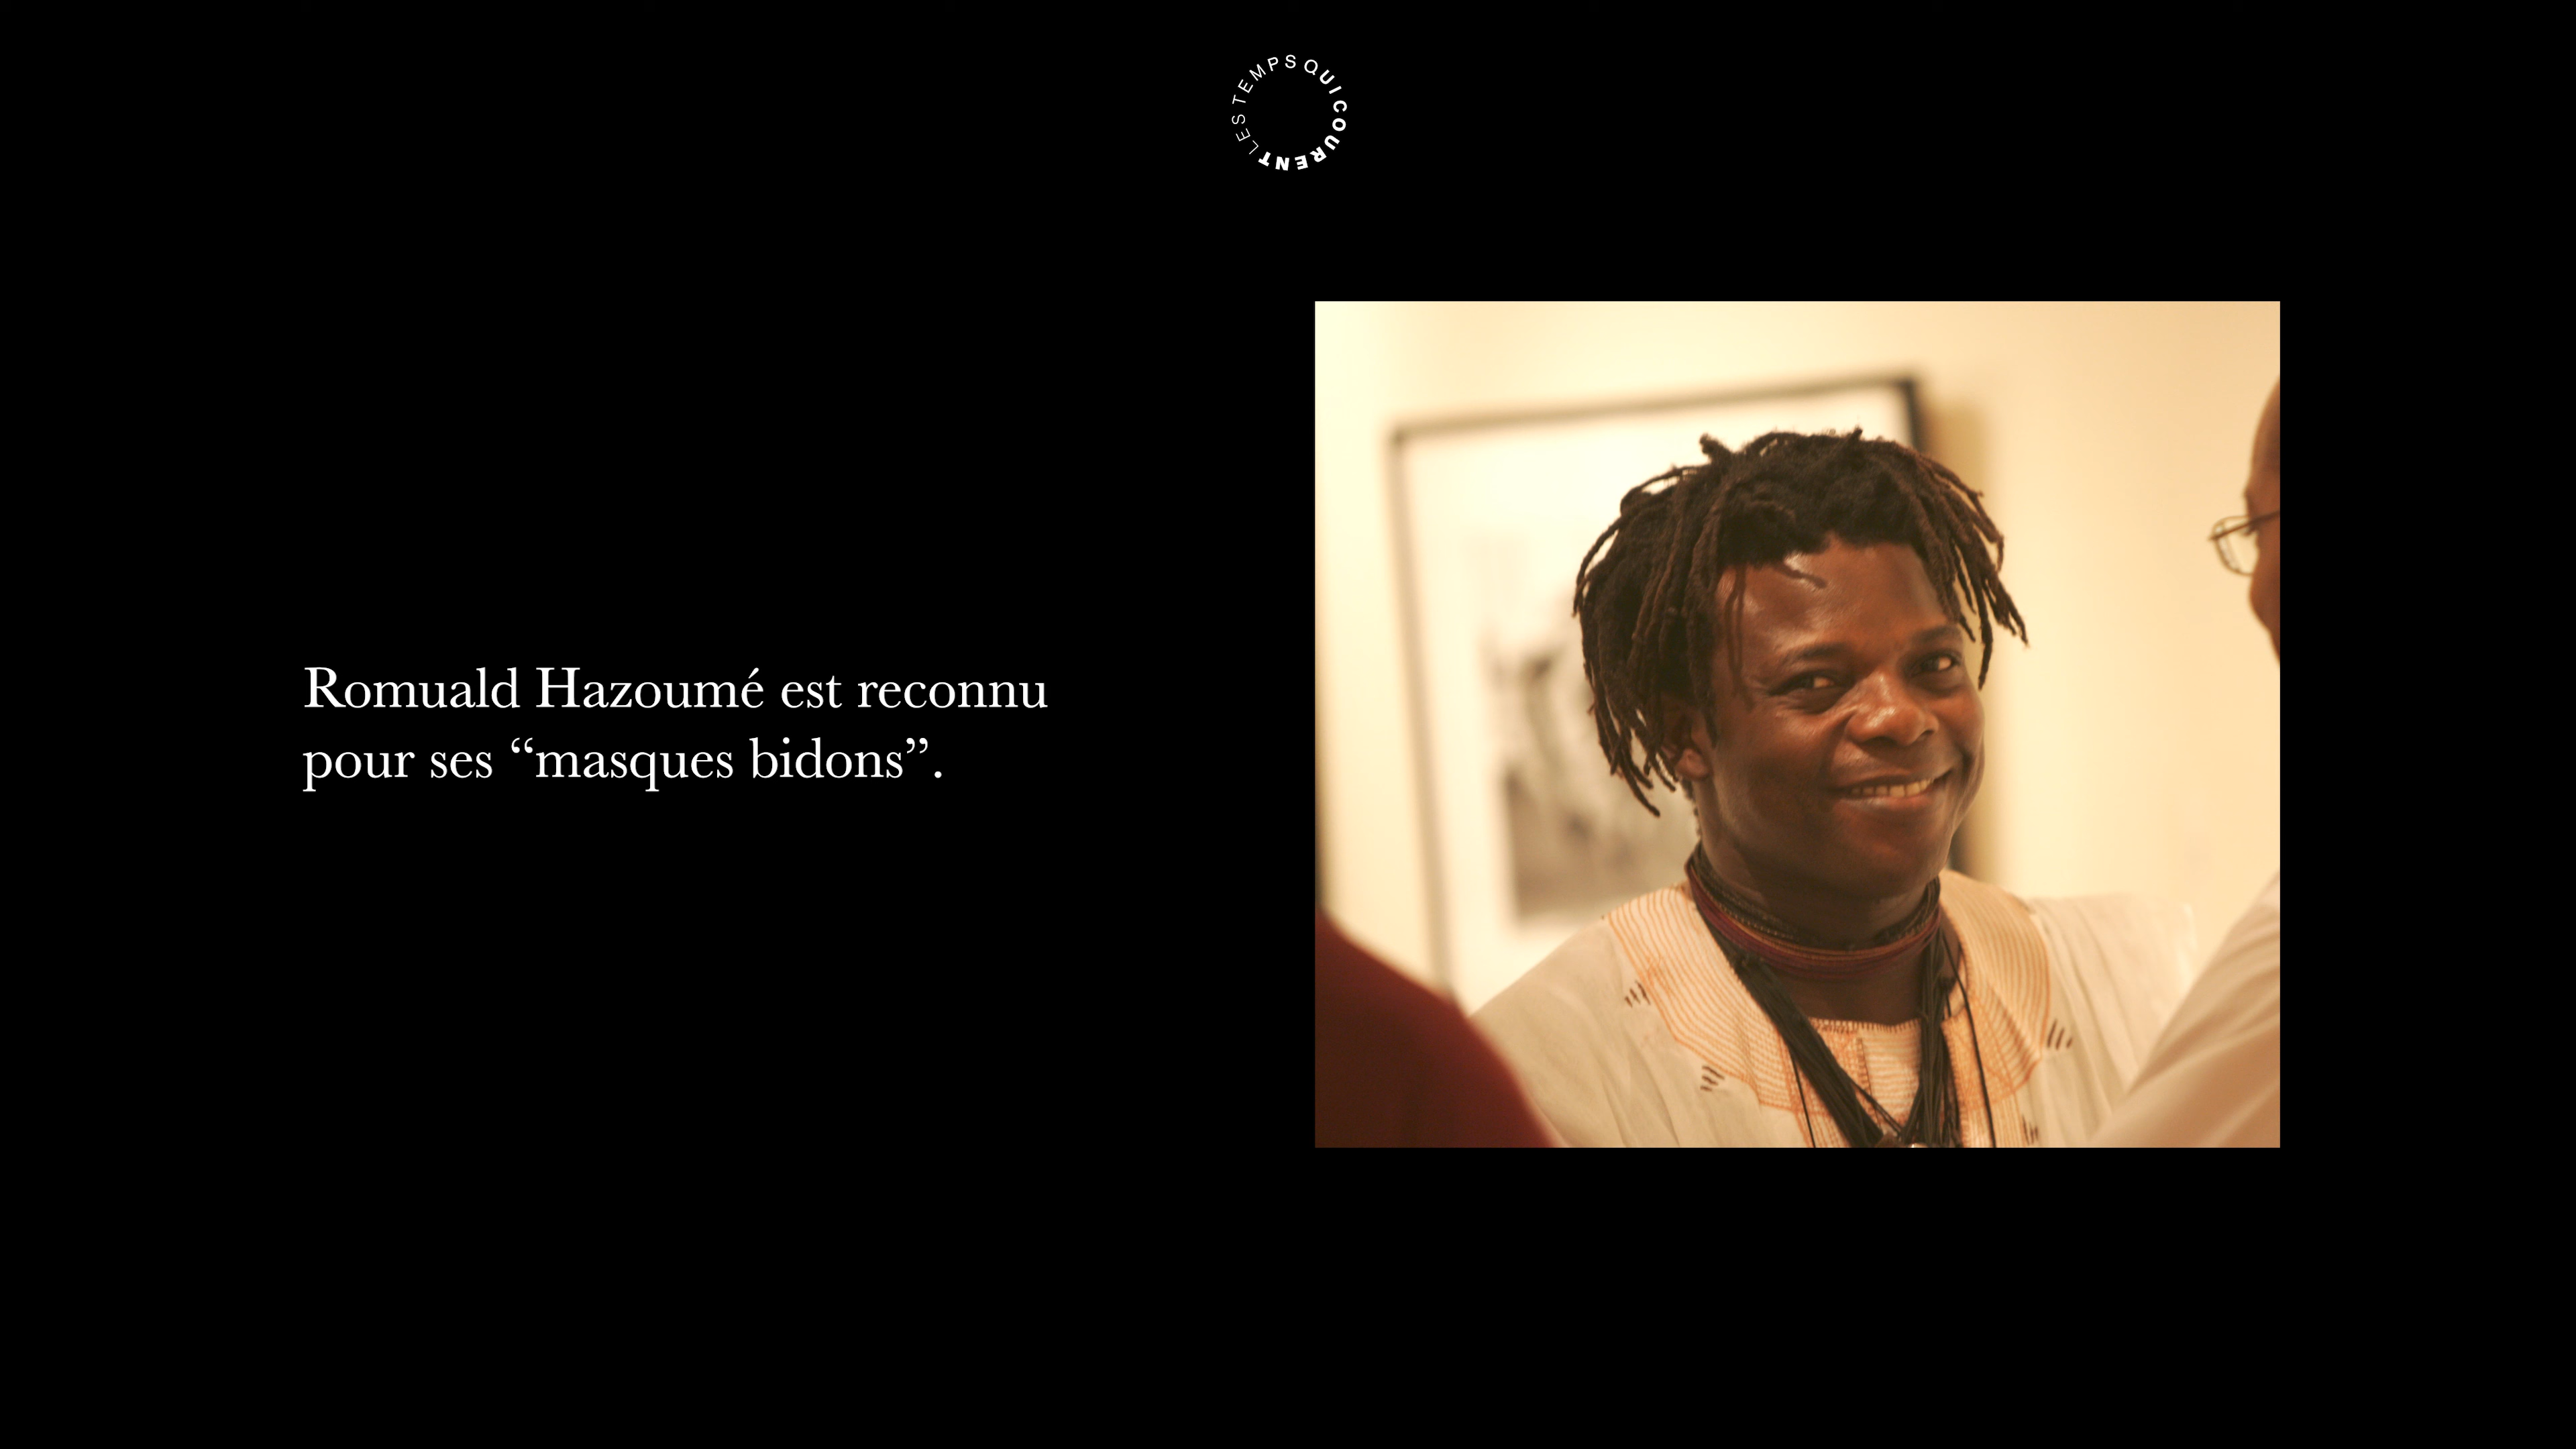 LES TEMPS QUI COURENT
Romuald Hazoumé est reconnu
pour ses “masques bidons”.